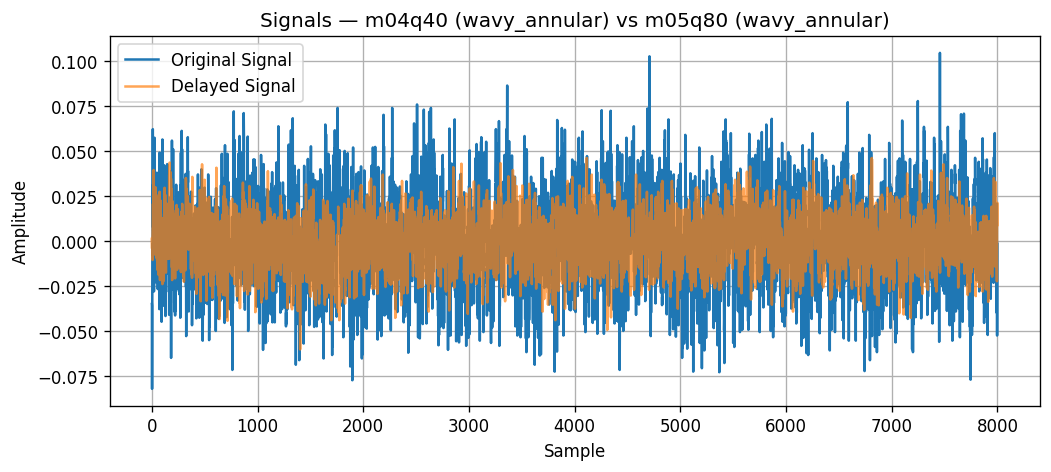 Signals — m04q40 (wavy_annular) vs m05q80 (wavy_annular)
Original Signal
Delayed Signal
0.100
0.075
0.050
0.025
0.000
−0.025
−0.050
−0.075
Amplitude
0 1000 2000 3000 4000 5000 6000 7000 8000
Sample